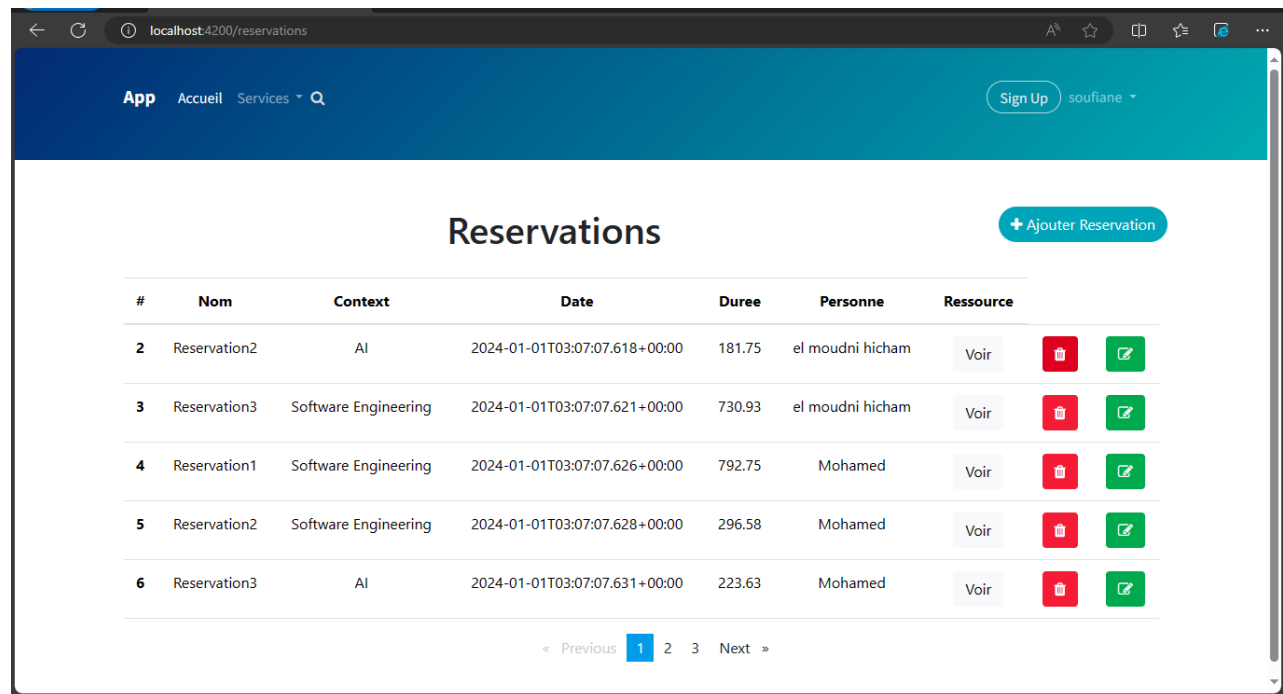 localhost:4200/reservations
App Accueil Services Sign Up soufiane
Reservations
Ajouter Reservation
# Nom Context Date Duree Personne Ressource
2 Reservation2 AI 2024-01-01T03:07:07.618+00:00 181.75 el moudni hicham Voir
3 Reservation3 Software Engineering 2024-01-01T03:07:07.621+00:00 730.93 el moudni hicham Voir
4 Reservation1 Software Engineering 2024-01-01T03:07:07.626+00:00 792.75 Mohamed Voir
5 Reservation2 Software Engineering 2024-01-01T03:07:07.628+00:00 296.58 Mohamed Voir
6 Reservation3 AI 2024-01-01T03:07:07.631+00:00 223.63 Mohamed Voir
« Previous 1 2 3 Next »